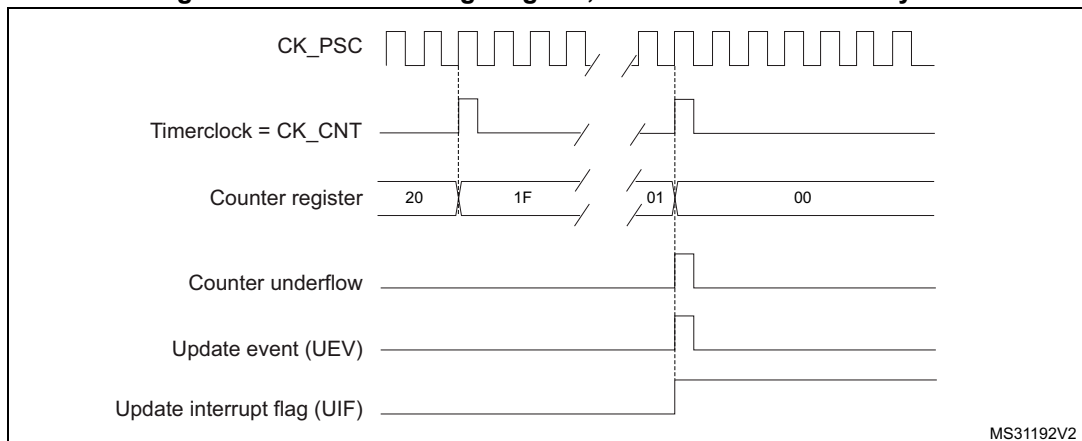 CK_PSC
Timerclock = CK_CNT
Counter register 20 1F 01 00
Counter underflow
Update event (UEV)
Update interrupt flag (UIF)
MS31192V2